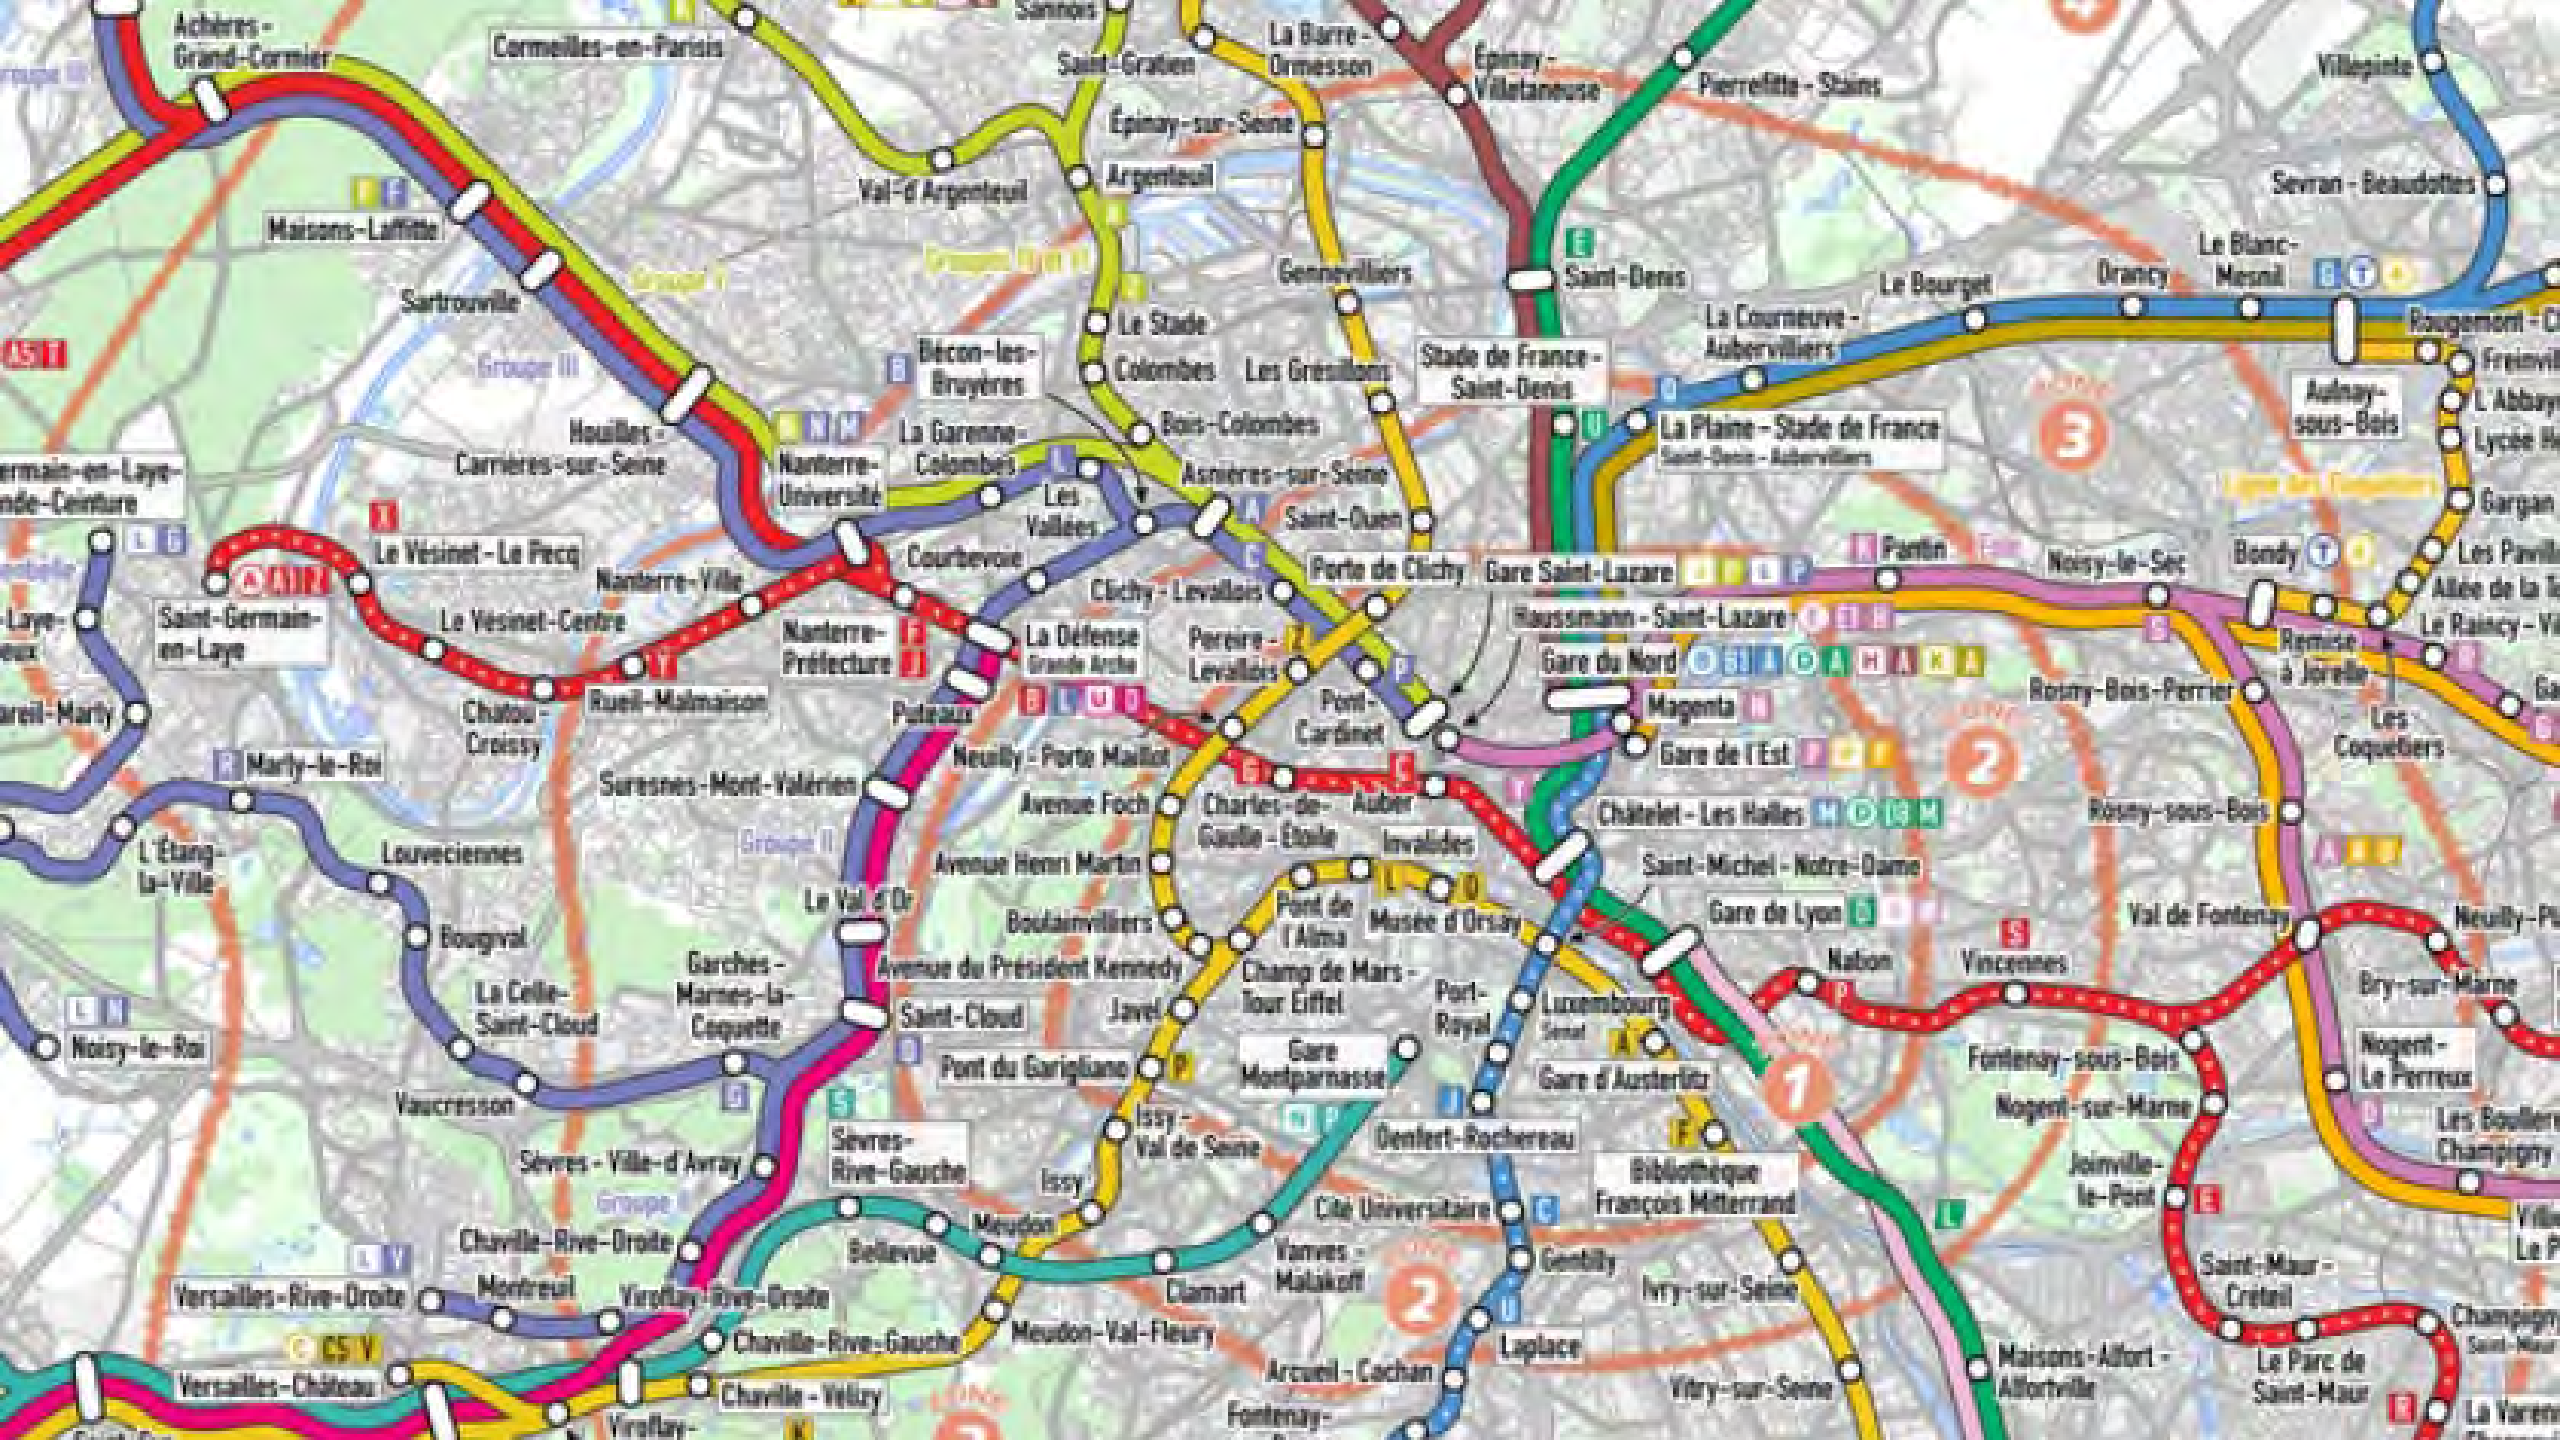 Achères -
Grand-Cormier
Cormeilles-en-Parisis
Sannois
Saint-Gratien
La Barre-
Ormesson
Épinay -
Villetaneuse
Pierrefitte - Stains
Villepinte
Épinay-sur-Seine
Argenteuil
Val-d'Argenteuil
Maisons-Laffitte
Sartrouville
Groupe V
Groupe III
Gennevilliers
E
Saint-Denis
Sevran - Beaudottes
Le Blanc-
Mesnil
Drancy
Le Bourget
La Courneuve -
Aubervilliers
Aulnay-
sous-Bois
Le Stade
Colombes
Les Grésillons
Stade de France -
Saint-Denis
Bécon-les-
Bruyères
Bois-Colombes
La Plaine - Stade de France
Saint-Denis - Aubervilliers
3
Houilles -
Carrières-sur-Seine
Nanterre-
Université
La Garenne-
Colombes
Les
Vallées
Asnières-sur-Seine
Saint-Ouen
Gargan
Courbevoie
Clichy - Levallois
Porte de Clichy
Gare Saint-Lazare
Pantin
Noisy-le-Sec
Bondy
Le Vésinet - Le Pecq
Saint-Germain-
en-Laye
A A1 Z
Le Vésinet-Centre
Nanterre-Ville
Nanterre-
Préfecture
La Défense
Grande Arche
Pereire -
Levallois
Haussmann - Saint-Lazare
Gare du Nord
Magenta
Gare de l'Est
Remise
à Jorelle
Les
Coquetiers
Rosny-Bois-Perrier
Rosny-sous-Bois
Chatou -
Croissy
Rueil-Malmaison
Puteaux
Pont-
Cardinet
Neuilly - Porte Maillot
2
Marly-le-Roi
L'Étang-
la-Ville
Louveciennes
Bougival
La Celle-
Saint-Cloud
Vaucresson
Garches -
Marnes-la-
Coquette
Suresnes-Mont-Valérien
Groupe II
Le Val d'Or
Saint-Cloud
Avenue Foch
Charles-de-
Gaulle - Étoile
Auber
Châtelet - Les Halles
Avenue Henri Martin
Invalides
Saint-Michel - Notre-Dame
Boulainvilliers
Pont de
l'Alma
Musée d'Orsay
Gare de Lyon
Avenue du Président Kennedy
Champ de Mars -
Tour Eiffel
Javel
Pont du Garigliano
Nation
Vincennes
Val de Fontenay
Bry-sur-Marne
Noisy-le-Roi
Port-
Royal
Luxembourg
Sénat
Gare
Montparnasse
Gare d'Austerlitz
1
Fontenay-sous-Bois
Nogent -
Le Perreux
Nogent-sur-Marne
Denfert-Rochereau
Issy -
Val de Seine
Issy
Sèvres-
Rive-Gauche
Sèvres - Ville-d'Avray
Bibliothèque
François Mitterrand
Joinville-
le-Pont
Cité Universitaire
Gentilly
Chaville-Rive-Droite
Bellevue
Meudon
Clamart
Vanves -
Malakoff
2
Ivry-sur-Seine
Saint-Maur -
Créteil
Versailles-Rive-Droite
Montreuil
Viroflay-Rive-Droite
Chaville-Rive-Gauche
Meudon-Val-Fleury
Laplace
Arcueil - Cachan
Maisons-Alfort -
Alfortville
Le Parc de
Saint-Maur
C C5 V
Versailles-Château
Chaville - Vélizy
Viroflay-
Vitry-sur-Seine
Fontenay-